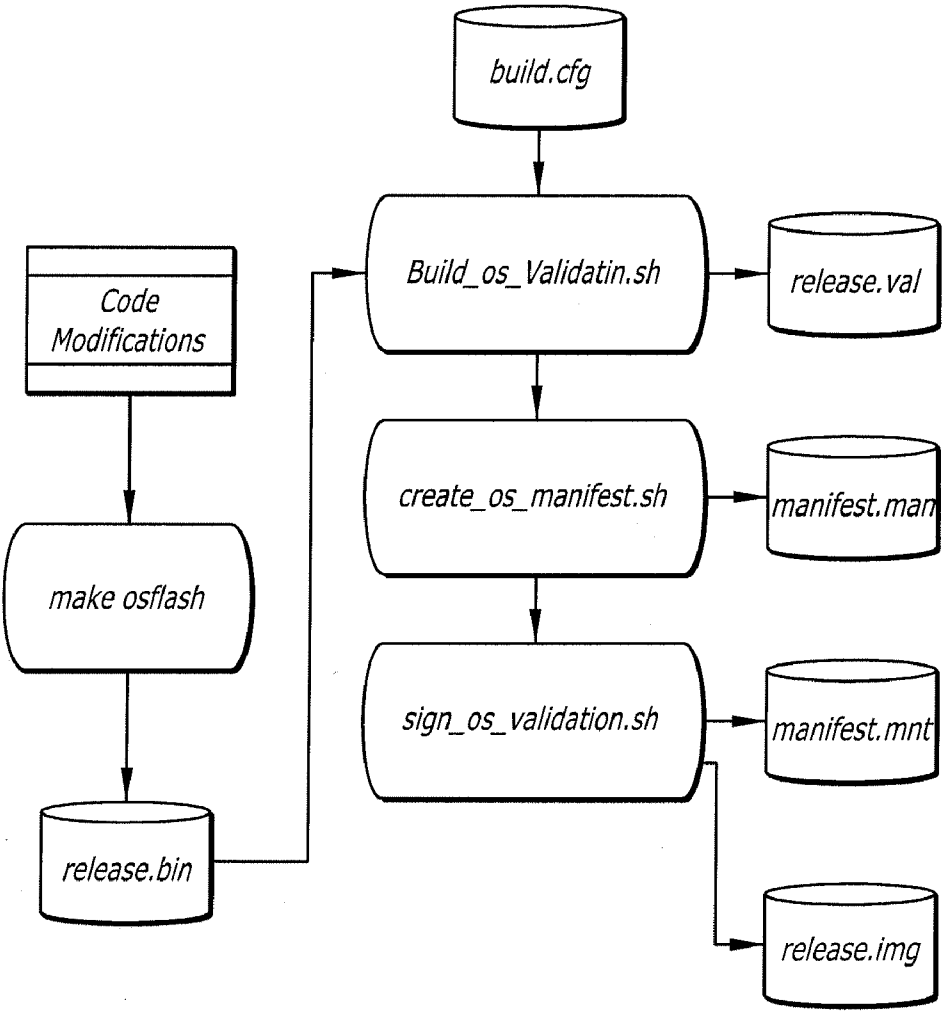 build.cfg
Build_os_Validatin.sh
release.val
Code
Modifications
create_os_manifest.sh
manifest.man
make osflash
sign_os_validation.sh
manifest.mnt
release.bin
release.img